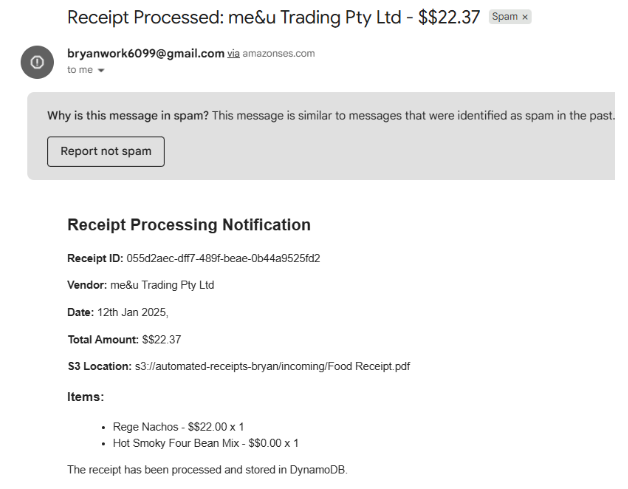 Receipt Processed: me&u Trading Pty Ltd - $$22.37 Spam ×
bryanwork6099@gmail.com via amazonses.com
to me
Why is this message in spam? This message is similar to messages that were identified as spam in the past.
Report not spam
Receipt Processing Notification
Receipt ID: 055d2aec-dff7-489f-beae-0b44a9525fd2
Vendor: me&u Trading Pty Ltd
Date: 12th Jan 2025,
Total Amount: $$22.37
S3 Location: s3://automated-receipts-bryan/incoming/Food Receipt.pdf
Items:
• Rege Nachos - $$22.00 x 1
• Hot Smoky Four Bean Mix - $$0.00 x 1
The receipt has been processed and stored in DynamoDB.